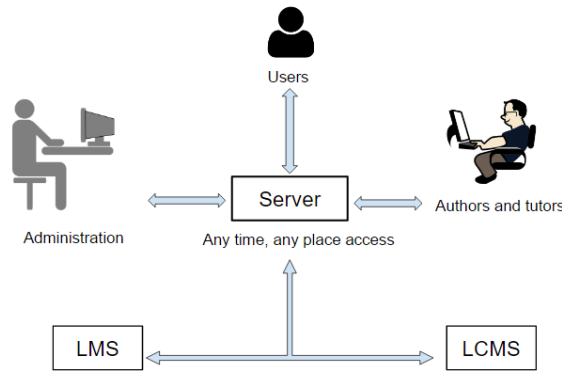 Users
Server
Administration
Any time, any place access
Authors and tutors
LMS
LCMS